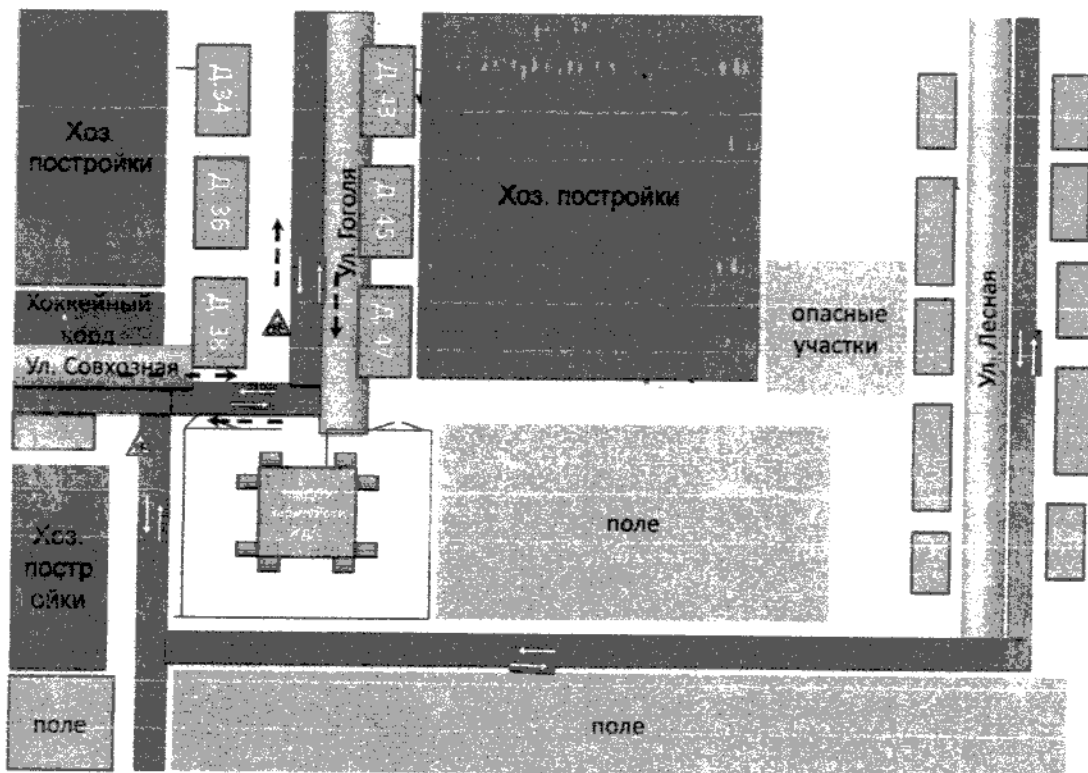 Хоз.
постройки
Д 34
Д 36
Д 38
Ул. Гоголя
Д 45
Д 47
Хоз. постройки
опасные
участки
Ул. Лесная
Хоккейный
корд
Ул. Совхозная
Хоз.
постр
ойки
поле
поле
поле